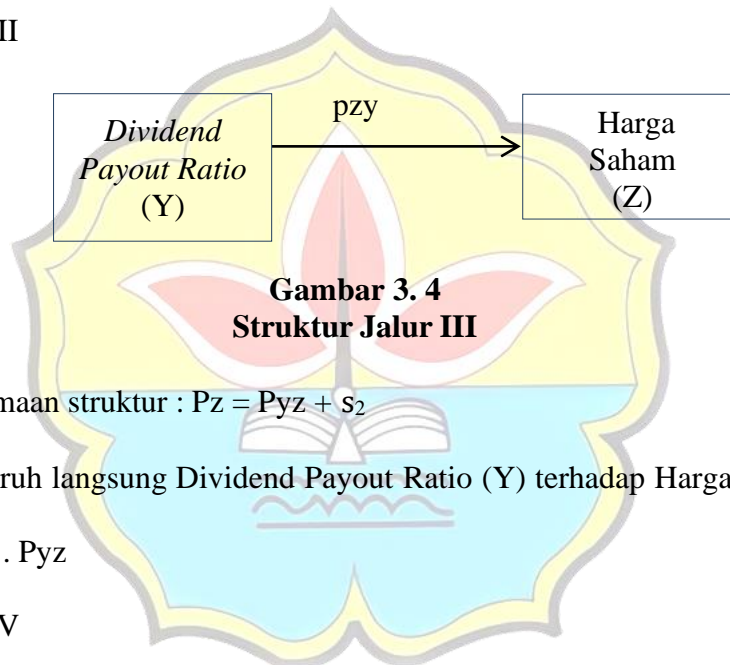 II
pzy
Dividend
Payout Ratio
(Y)
Harga
Saham
(Z)
Gambar 3. 4
Struktur Jalur III
maan struktur : Pz = Pyz + s2
ruh langsung Dividend Payout Ratio (Y) terhadap Harga
. Pyz
V